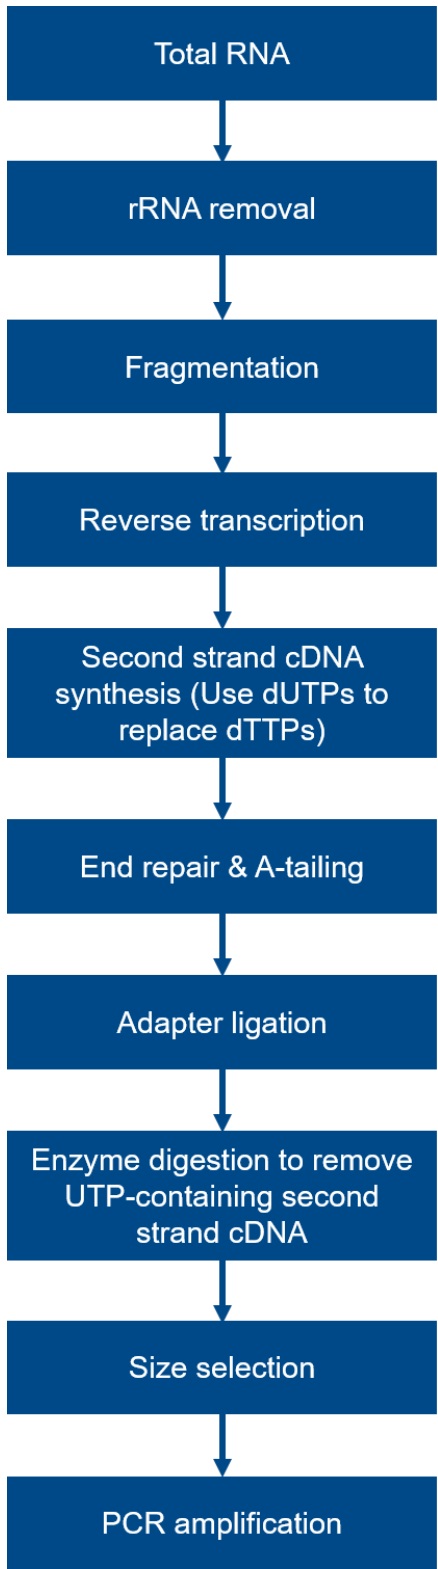 Total RNA
rRNA removal
Fragmentation
Reverse transcription
Second strand cDNA
synthesis (Use dUTPs to
replace dTTPs)
End repair & A-tailing
Adapter ligation
Enzyme digestion to remove
UTP-containing second
strand cDNA
Size selection
PCR amplification